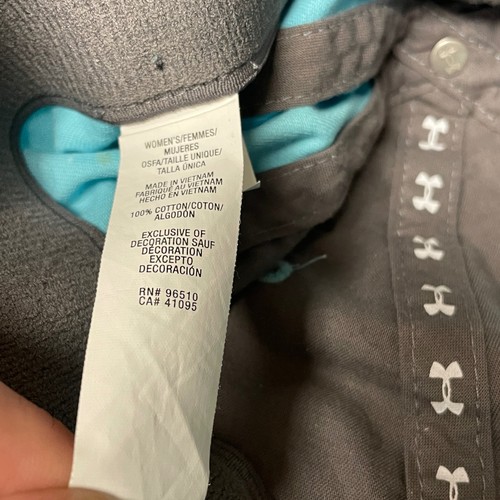 WOMEN'S/FEMMES/
MUJERES
OSFA/TAILLE UNIQUE/
TALLA ÚNICA
MADE IN VIETNAM
FABRIQUÉ AU VIETNAM
HECHO EN VIETNAM
100% COTTON/COTON/
ALGODÓN
EXCLUSIVE OF
DECORATION SAUF
DÉCORATION
EXCEPTO
DECORACIÓN
RN# 96510
CA# 41095